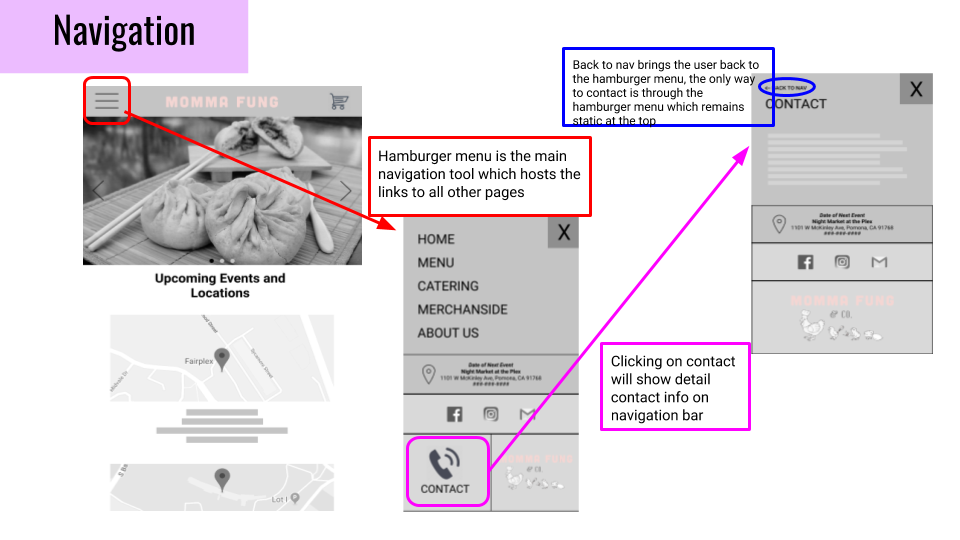 Navigation
MOMMA FUNG
Upcoming Events and
Locations
Fairplex
Lot I
Hamburger menu is the main
navigation tool which hosts the
links to all other pages
X
HOME
MENU
CATERING
MERCHANSIDE
ABOUT US
Date of Next Event
Night Market at the Plex
1101 W McKinley Ave, Pomona, CA 91768
###-###-####
CONTACT
MOMMA FUNG
& CO.
Clicking on contact
will show detail
contact info on
navigation bar
Back to nav brings the user back to
the hamburger menu, the only way
to contact is through the
hamburger menu which remains
static at the top
← BACK TO NAV
X
CONTACT
Date of Next Event
Night Market at the Plex
1101 W McKinley Ave, Pomona, CA 91768
###-###-####
MOMMA FUNG
& CO.